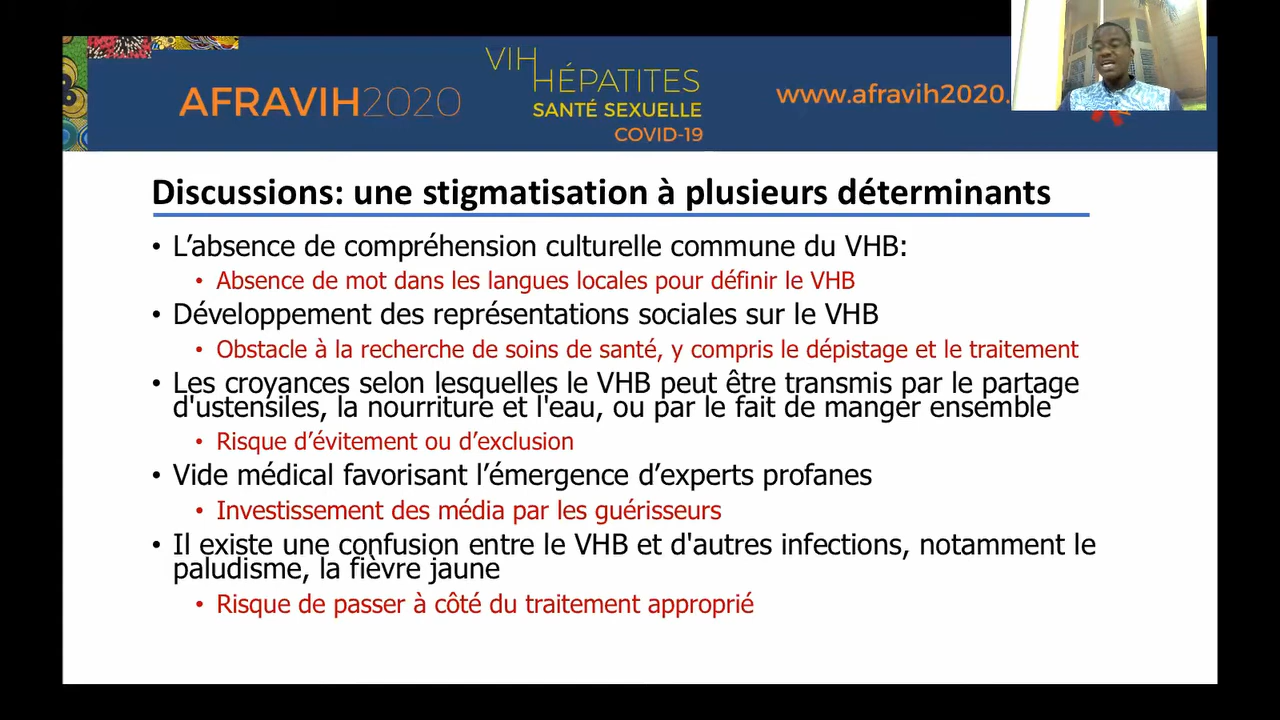 AFRAVIH2020
VIH
HÉPATITES
SANTÉ SEXUELLE
COVID-19
www.afravih2020.
Discussions: une stigmatisation à plusieurs déterminants
• L’absence de compréhension culturelle commune du VHB:
• Absence de mot dans les langues locales pour définir le VHB
• Développement des représentations sociales sur le VHB
• Obstacle à la recherche de soins de santé, y compris le dépistage et le traitement
• Les croyances selon lesquelles le VHB peut être transmis par le partage
d'ustensiles, la nourriture et l'eau, ou par le fait de manger ensemble
• Risque d’évitement ou d’exclusion
• Vide médical favorisant l’émergence d’experts profanes
• Investissement des média par les guérisseurs
• Il existe une confusion entre le VHB et d'autres infections, notamment le
paludisme, la fièvre jaune
• Risque de passer à côté du traitement approprié